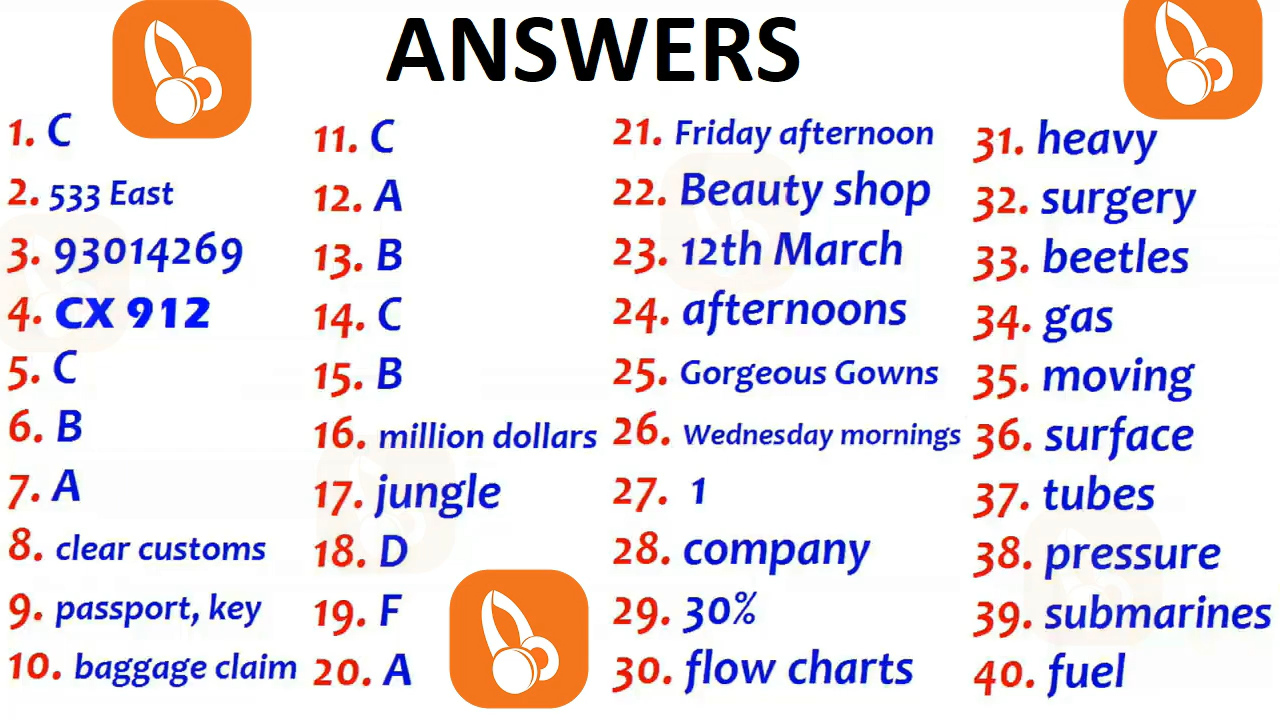 ANSWERS
1. C
2. 533 East
3. 93014269
4. CX 912
5. C
6. B
7. A
8. clear customs
9. passport, key
10. baggage claim
11. C
12. A
13. B
14. C
15. B
16. million dollars
17. jungle
18. D
19. F
20. A
21. Friday afternoon
22. Beauty shop
23. 12th March
24. afternoons
25. Gorgeous Gowns
26. Wednesday mornings
27. 1
28. company
29. 30%
30. flow charts
31. heavy
32. surgery
33. beetles
34. gas
35. moving
36. surface
37. tubes
38. pressure
39. submarines
40. fuel